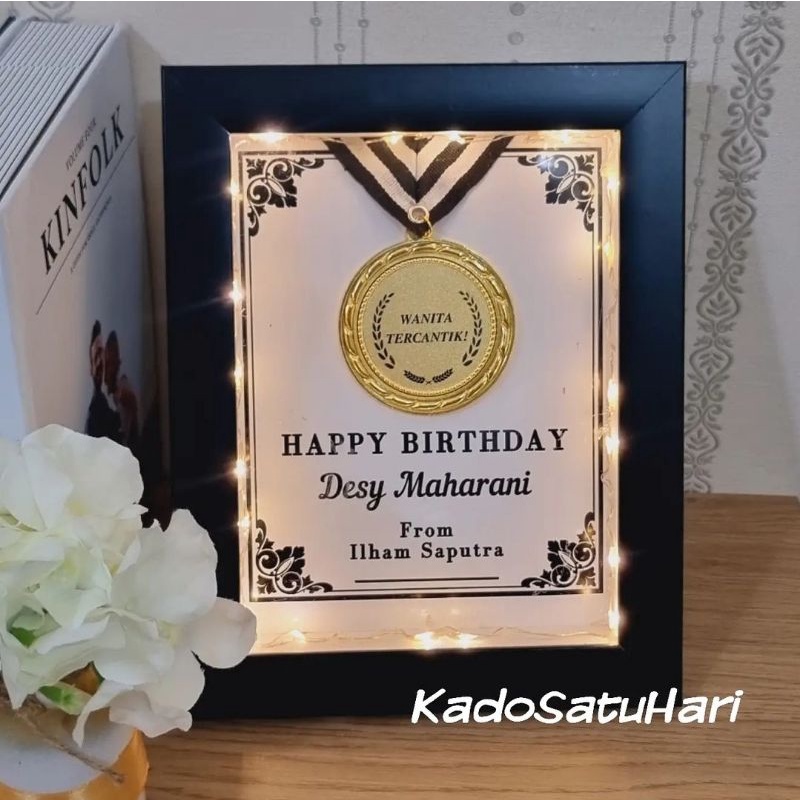 KINFOLK
WANITA
TERCANTIK!
HAPPY BIRTHDAY
Desy Maharani
From
Ilham Saputra
KadoSatuHari